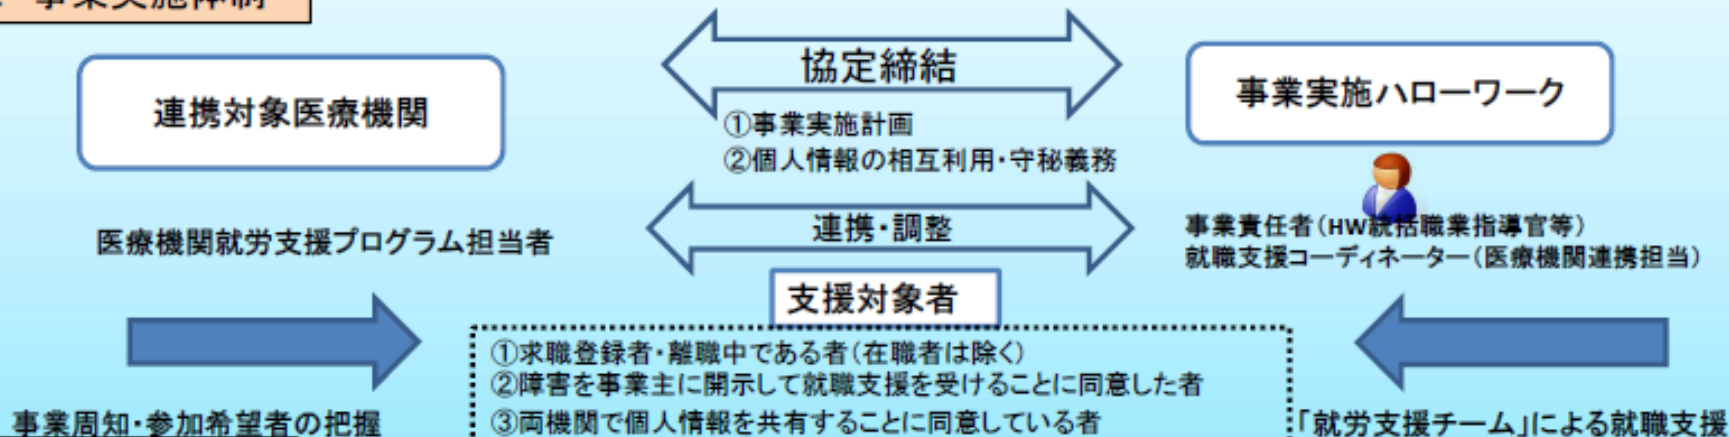 事業実施体制
連携対象医療機関
協定締結
事業実施ハローワーク
①事業実施計画
②個人情報の相互利用・守秘義務
医療機関就労支援プログラム担当者
連携・調整
事業責任者(HW統括職業指導官等)
就職支援コーディネーター(医療機関連携担当)
支援対象者
①求職登録者・離職中である者(在職者は除く)
②障害を事業主に開示して就職支援を受けることに同意した者
③両機関で個人情報を共有することに同意している者
事業周知・参加希望者の把握
「就労支援チーム」による就職支援